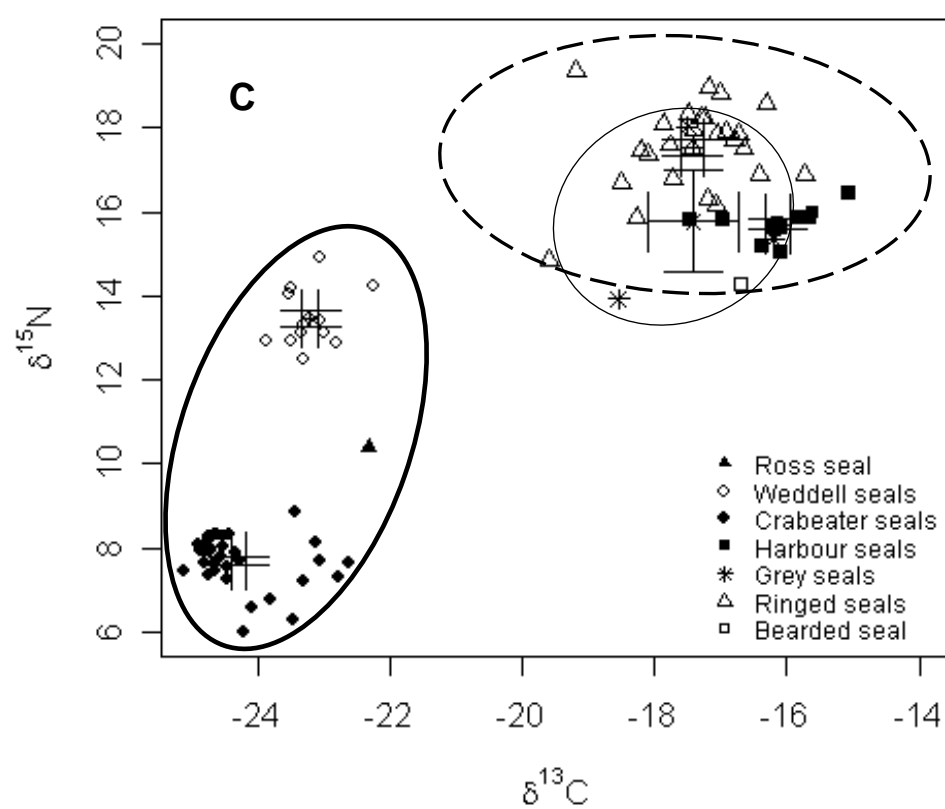 C
20
18
16
14
12
10
8
6
δ¹⁵N
Ross seal
Weddell seals
Crabeater seals
Harbour seals
Grey seals
Ringed seals
Bearded seal
-24 -22 -20 -18 -16 -14
δ¹³C